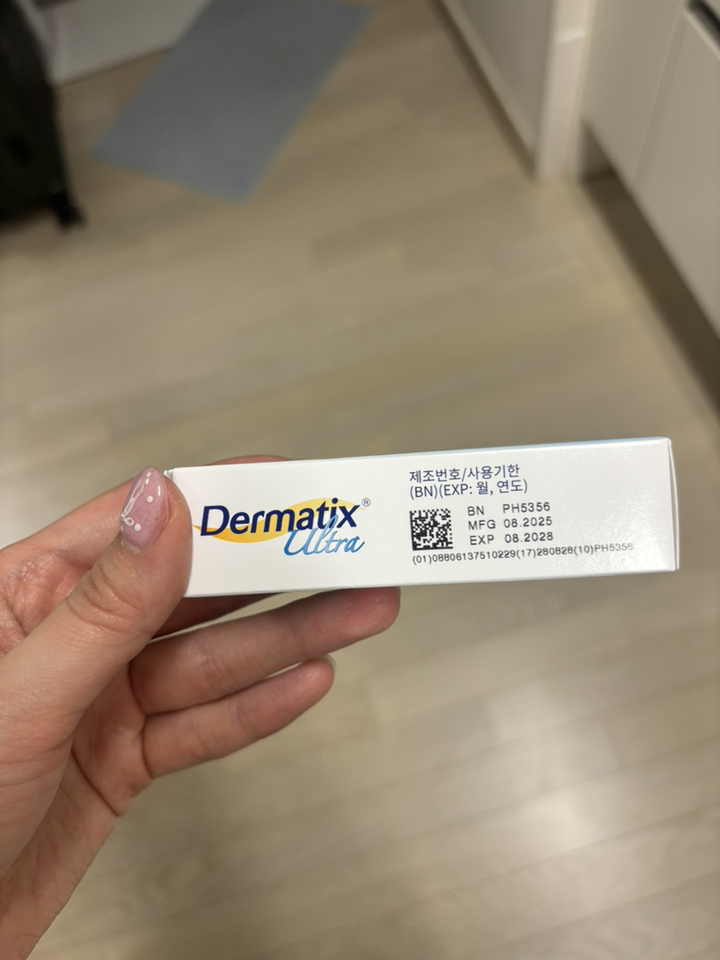 Dermatix®
Ultra
제조번호/사용기한
(BN)(EXP: 월, 연도)
BN PH5356
MFG 08.2025
EXP 08.2028
(01)08806137510229(17)280828(10)PH5356